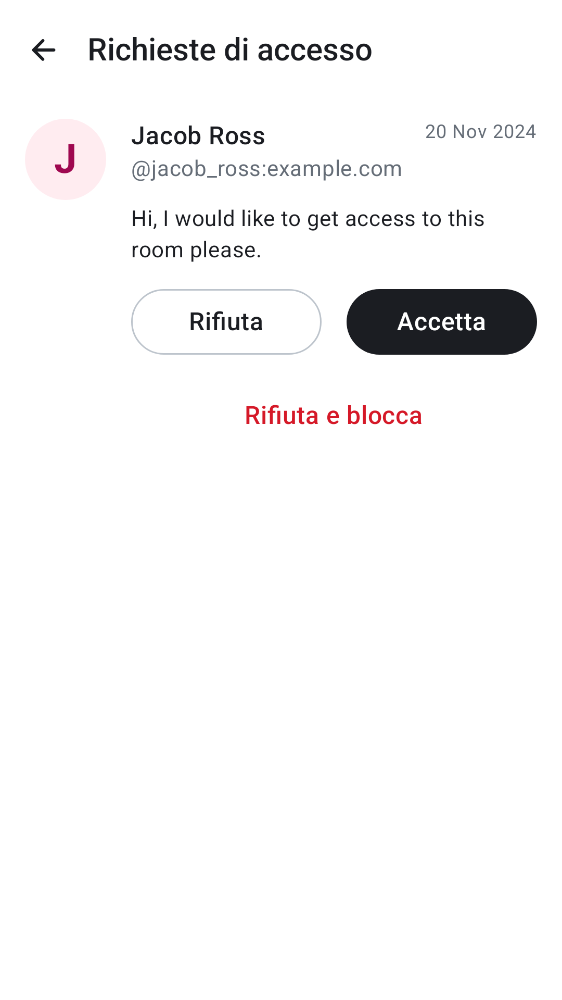 Richieste di accesso
J
Jacob Ross
20 Nov 2024
@jacob_ross:example.com
Hi, I would like to get access to this
room please.
Rifiuta
Accetta
Rifiuta e blocca